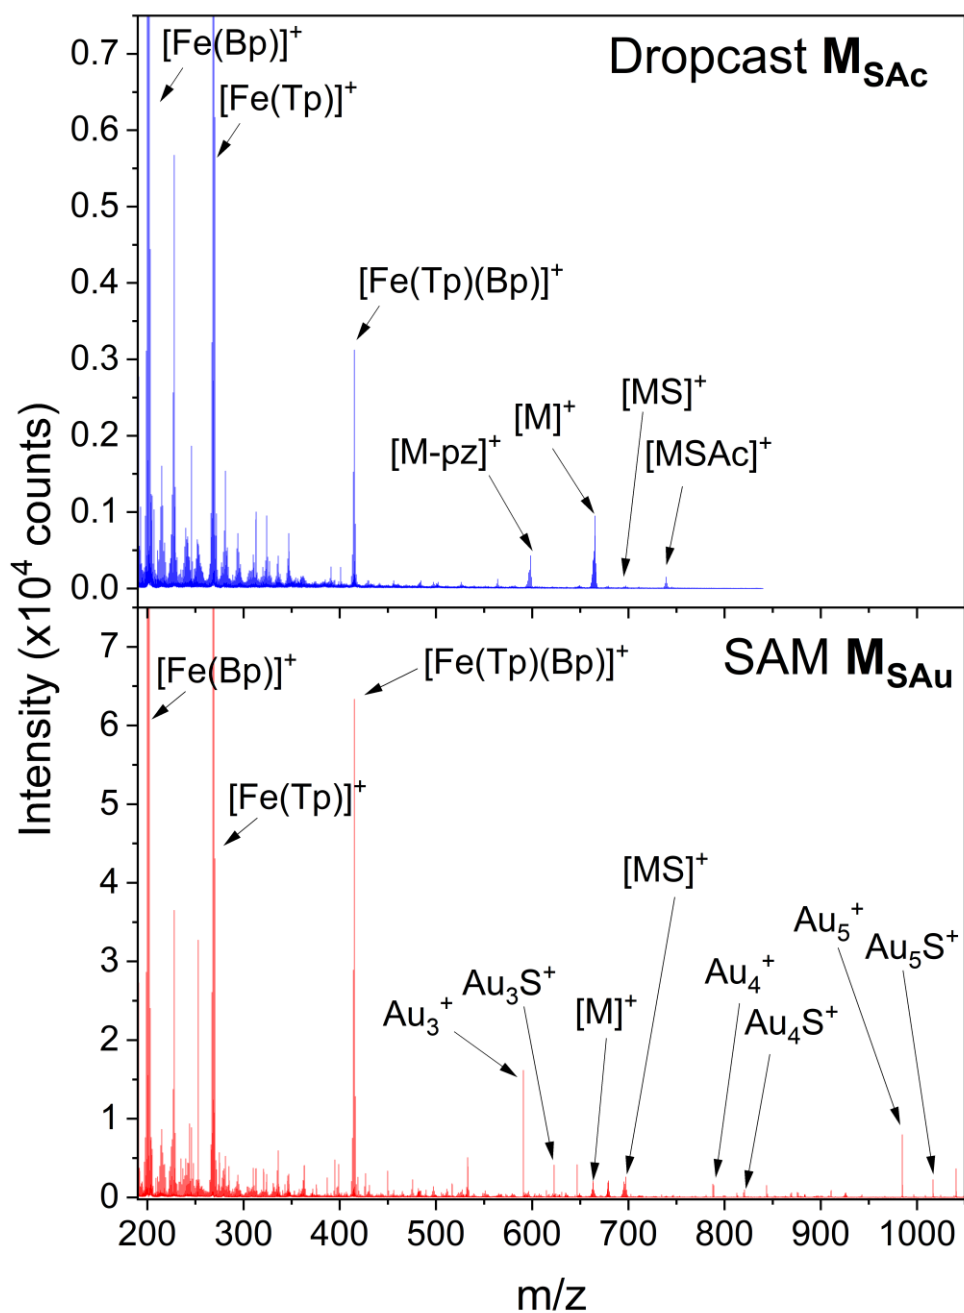 Dropcast M_SAc
[Fe(Bp)]⁺
[Fe(Tp)]⁺
[Fe(Tp)(Bp)]⁺
[M-pz]⁺
[M]⁺
[MS]⁺
[MSAc]⁺
0.7
0.6
0.5
0.4
0.3
0.2
0.1
0.0
Intensity (x10⁴ counts)
SAM M_SAu
[Fe(Bp)]⁺
[Fe(Tp)(Bp)]⁺
[Fe(Tp)]⁺
Au₃⁺
Au₃S⁺
[M]⁺
[MS]⁺
Au₄⁺
Au₄S⁺
Au₅⁺
Au₅S⁺
7
6
5
4
3
2
1
0
200 300 400 500 600 700 800 900 1000
m/z